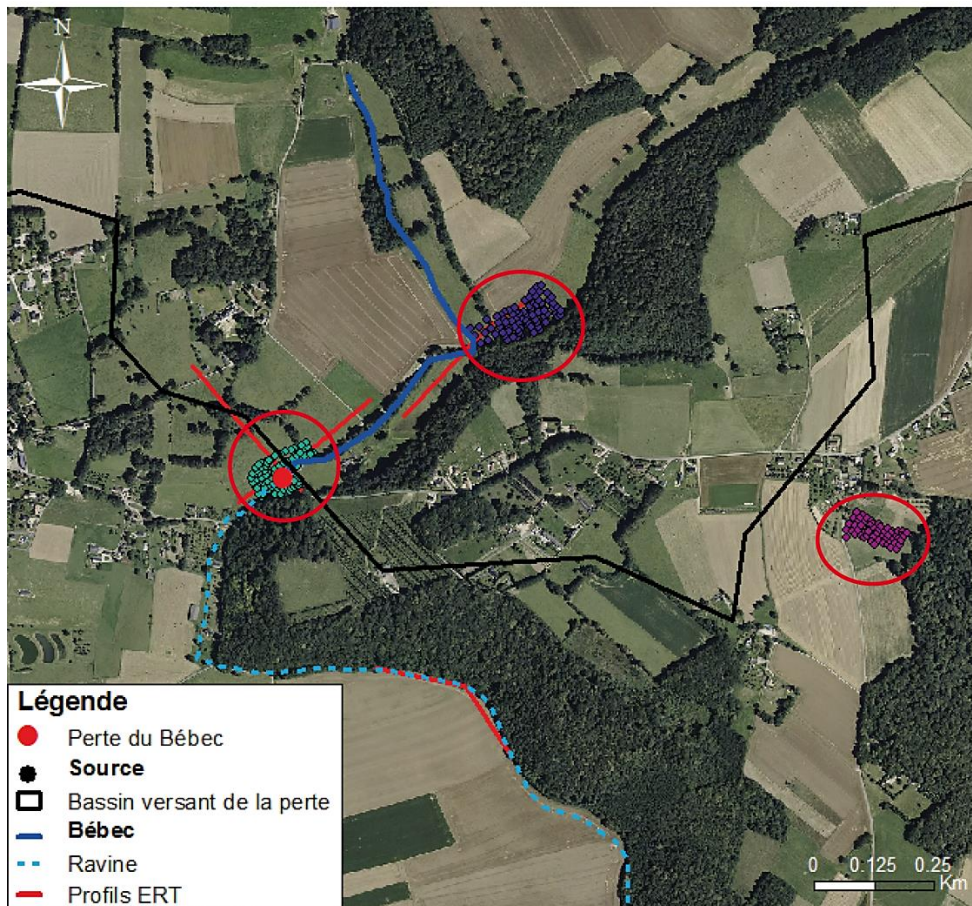 N
Légende
Perte du Bébec
Source
Bassin versant de la perte
Bébec
Ravine
Profils ERT
0 0.125 0.25
Km